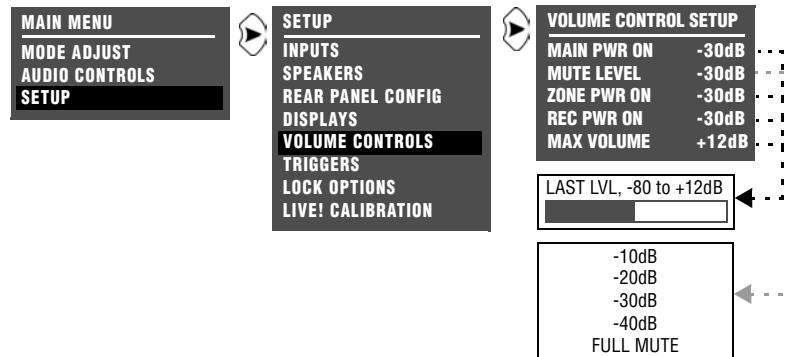 MAIN MENU
MODE ADJUST
AUDIO CONTROLS
SETUP
SETUP
INPUTS
SPEAKERS
REAR PANEL CONFIG
DISPLAYS
VOLUME CONTROLS
TRIGGERS
LOCK OPTIONS
LIVE! CALIBRATION
VOLUME CONTROL SETUP
MAIN PWR ON -30dB
MUTE LEVEL -30dB
ZONE PWR ON -30dB
REC PWR ON -30dB
MAX VOLUME +12dB
LAST LVL, -80 to +12dB
-10dB
-20dB
-30dB
-40dB
FULL MUTE